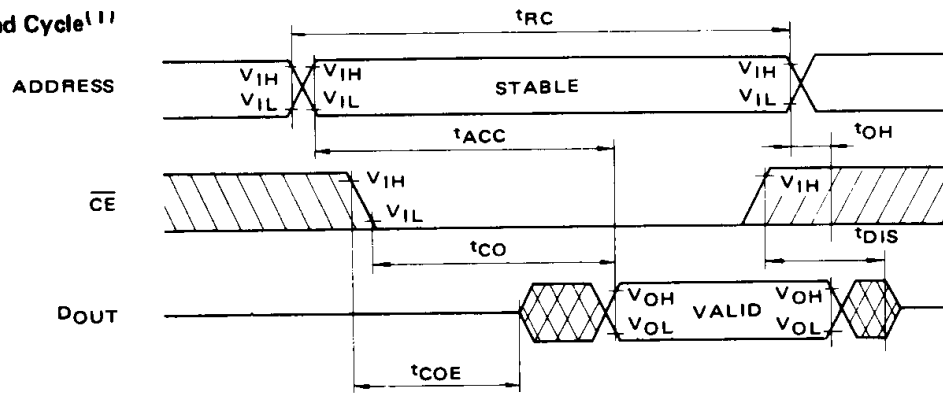 nd Cycle(1)
tRC
ADDRESS
VIH
VIL
VIH
VIL
STABLE
VIH
VIL
tACC
tOH
CE
VIH
VIL
VIH
tCO
tDIS
DOUT
VOH
VOL
VALID
VOH
VOL
tCOE